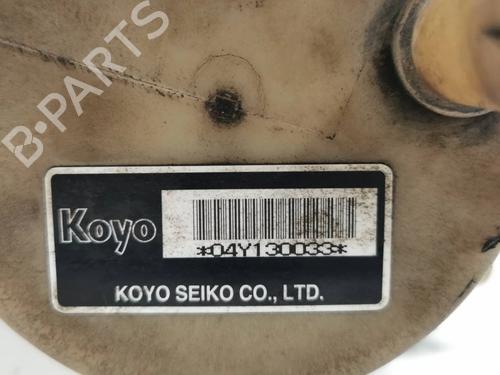 B-PARTS
Koyo
*04Y130033*
KOYO SEIKO CO., LTD.